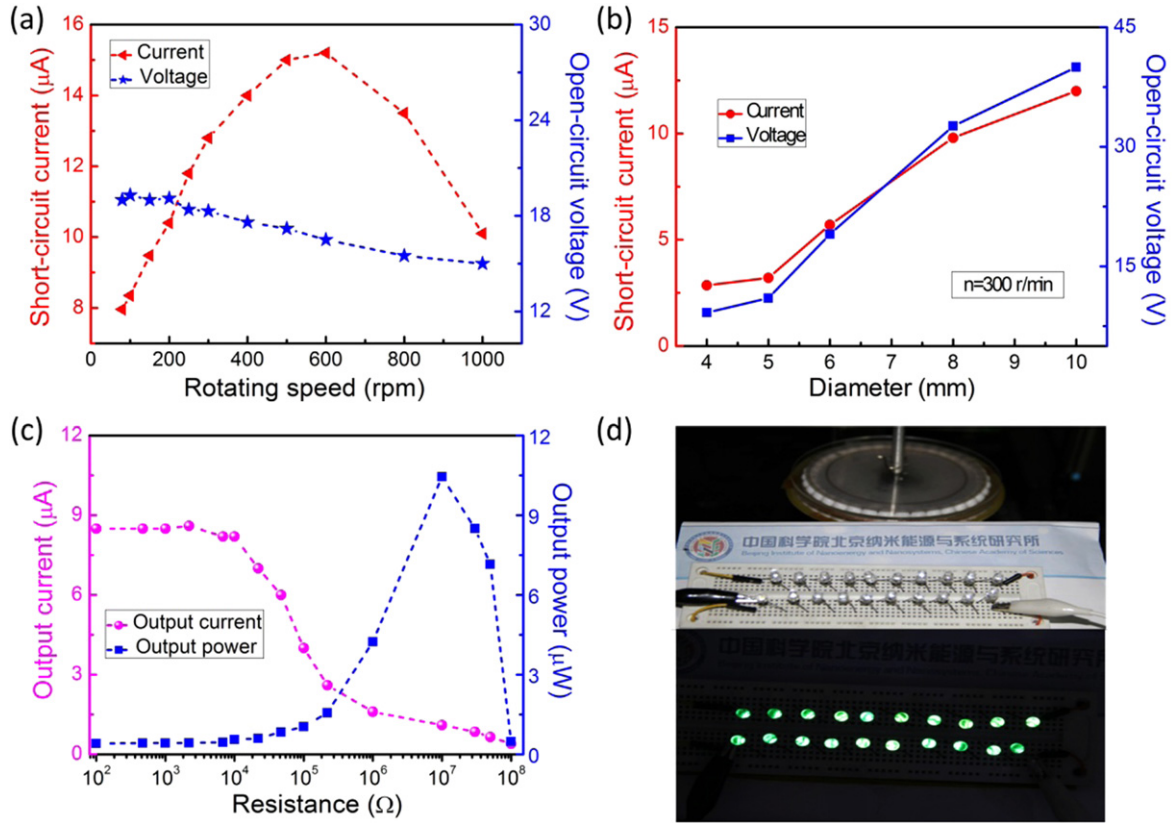 (a)
16
14
12
10
8
Short-circuit current (μA)
Current
Voltage
30
24
18
12
Open-circuit voltage (V)
0 200 400 600 800 1000
Rotating speed (rpm)
(b)
15
10
5
0
Short-circuit current (μA)
Current
Voltage
n=300 r/min
45
30
15
Open-circuit voltage (V)
4 5 6 7 8 9 10
Diameter (mm)
(c)
12
9
6
3
0
Output current (μA)
Output current
Output power
12
9
6
3
0
Output power (μW)
10² 10³ 10⁴ 10⁵ 10⁶ 10⁷ 10⁸
Resistance (Ω)
(d)
中国科学院北京纳米能源与系统研究所
Beijing Institute of Nanoenergy and Nanosystems, Chinese Academy of Sciences
中国科学院北京纳米能源与系统研究所